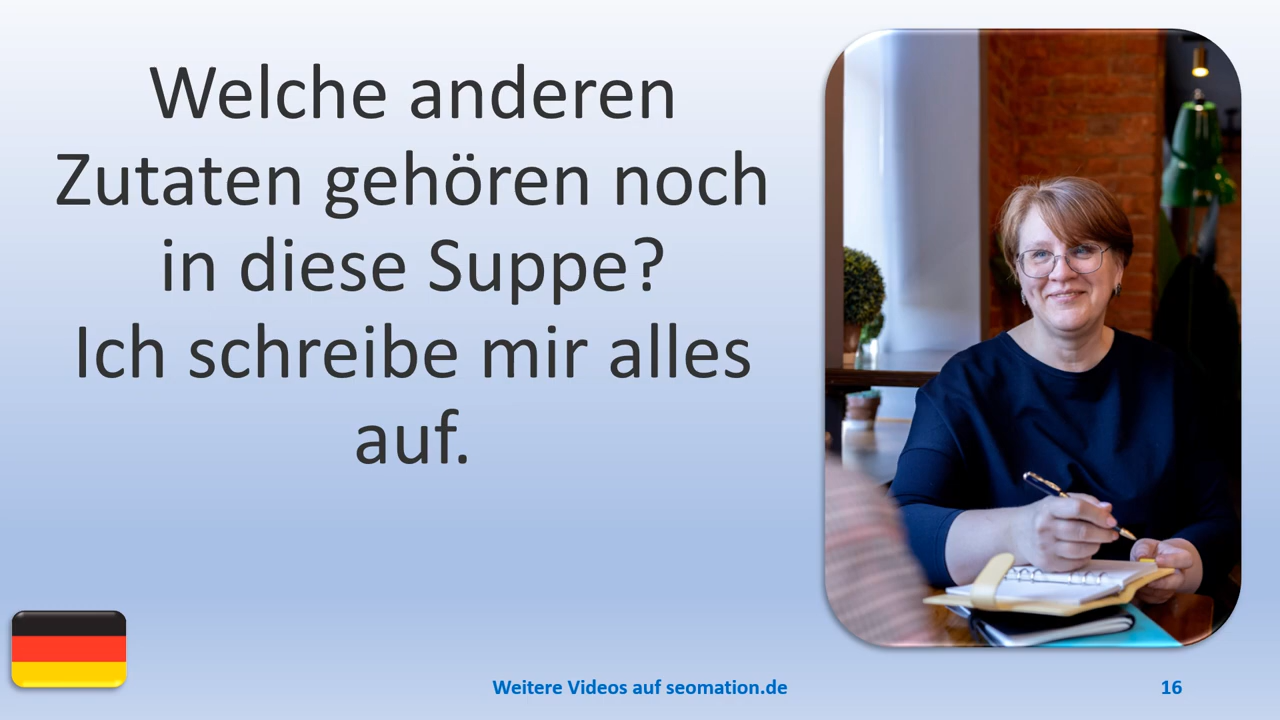 Welche anderen
Zutaten gehören noch
in diese Suppe?
Ich schreibe mir alles
auf.
Weitere Videos auf seomation.de
16